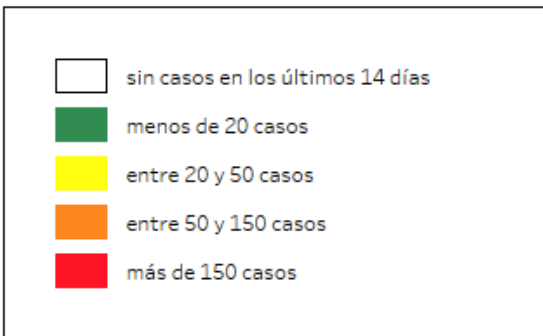 sin casos en los últimos 14 días
menos de 20 casos
entre 20 y 50 casos
entre 50 y 150 casos
más de 150 casos